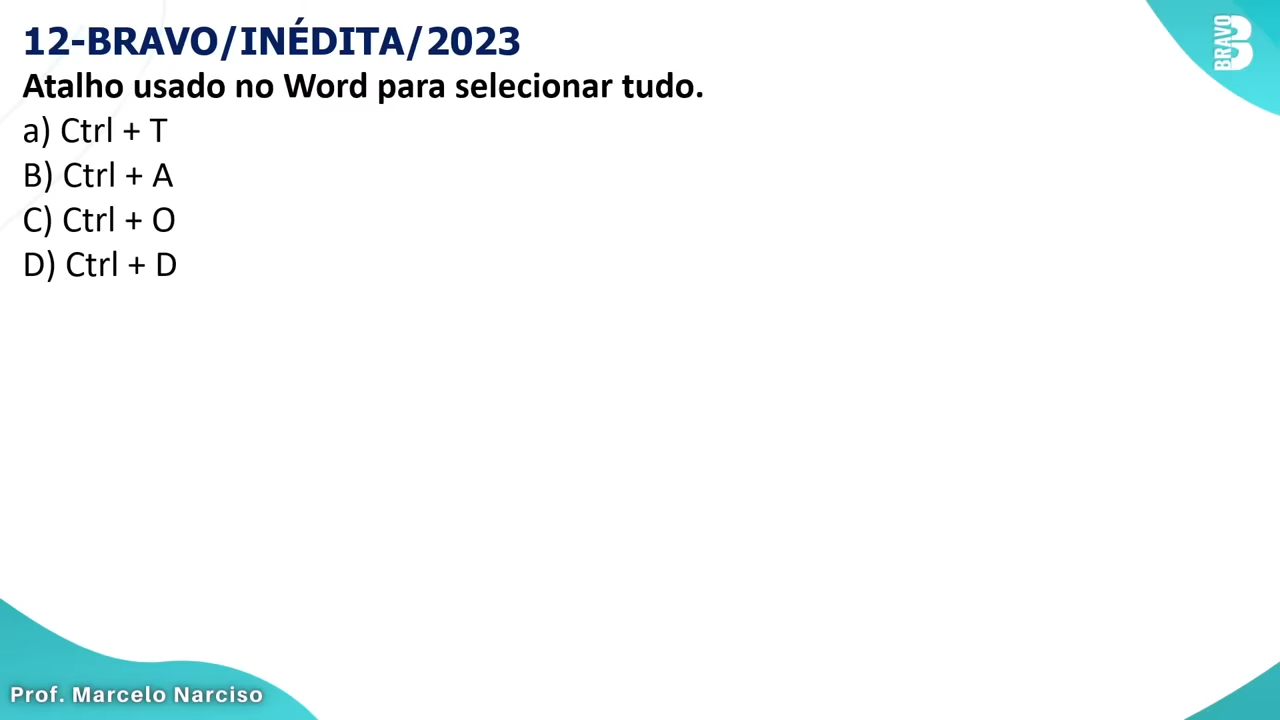 12-BRAVO/INÉDITA/2023
Atalho usado no Word para selecionar tudo.
a) Ctrl + T
B) Ctrl + A
C) Ctrl + O
D) Ctrl + D
BRAVO
Prof. Marcelo Narciso